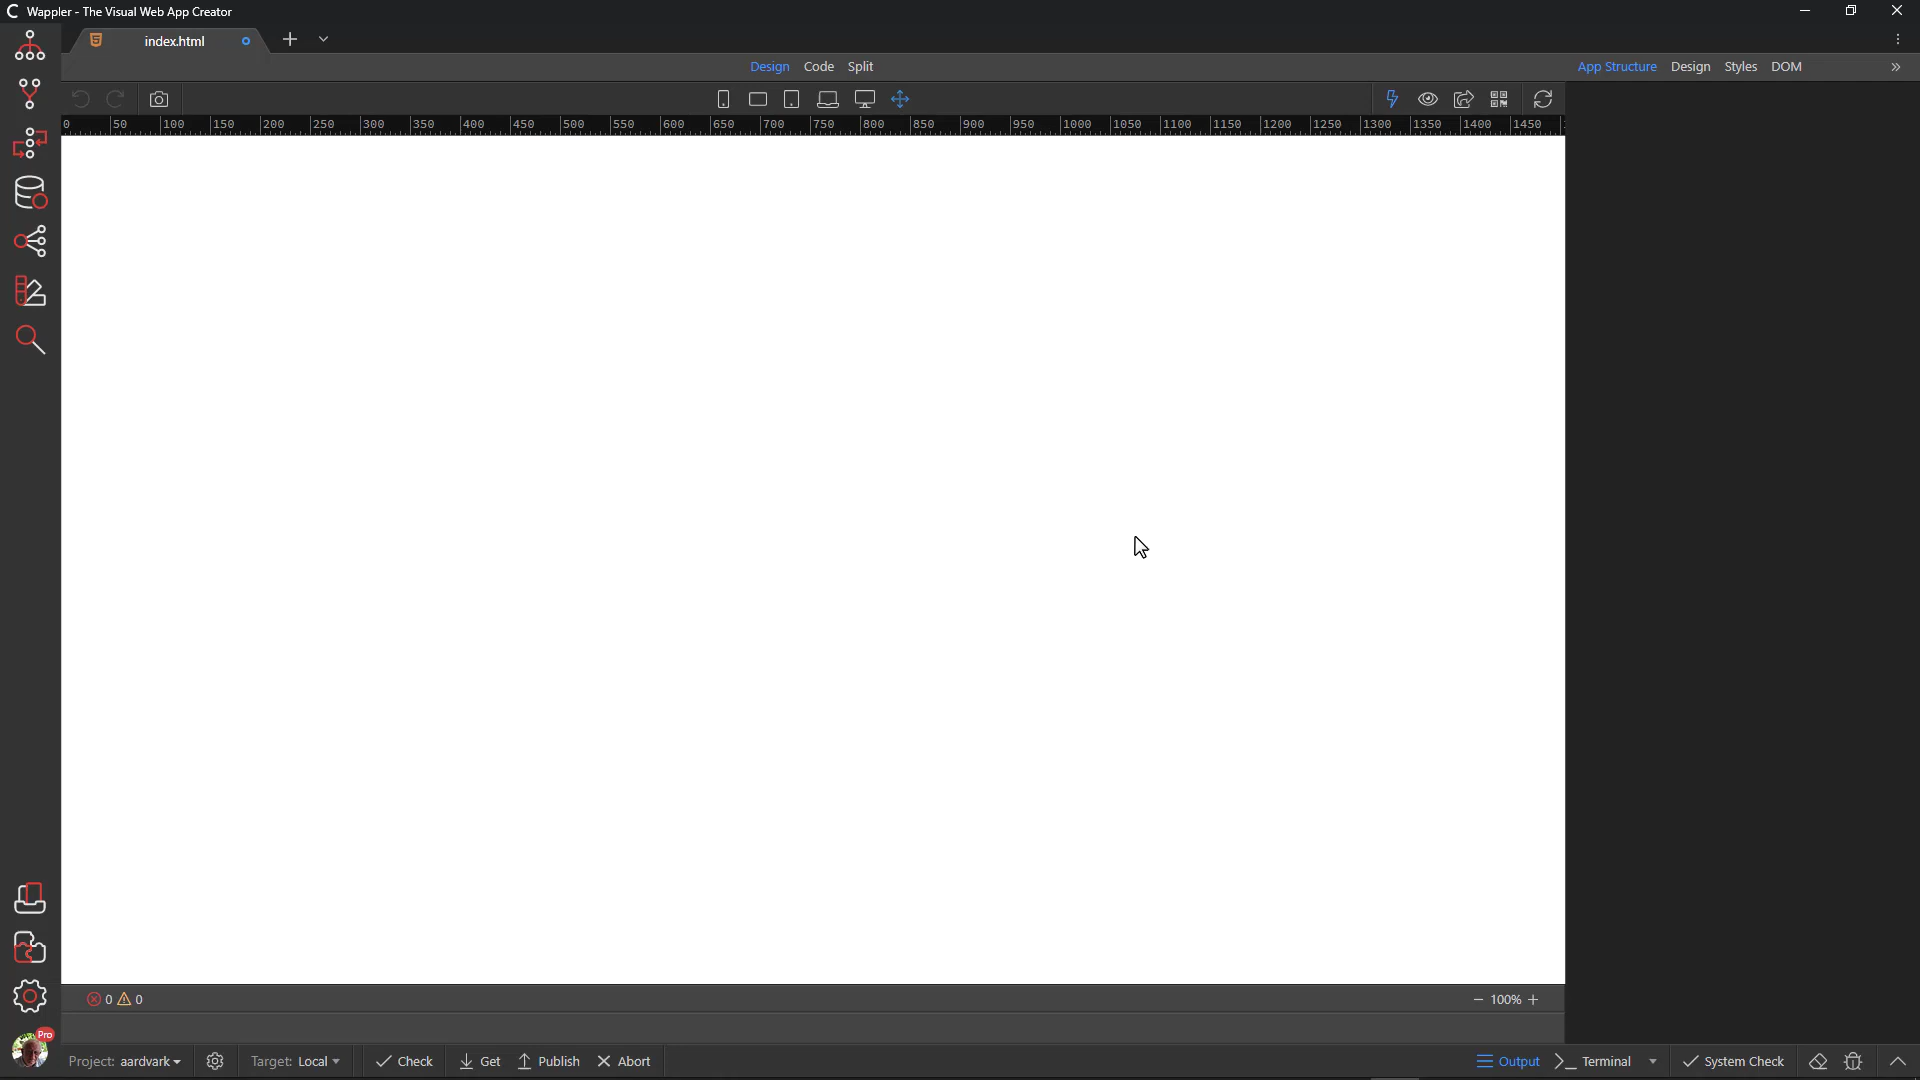 Wappler - The Visual Web App Creator
index.html
Design Code Split
App Structure Design Styles DOM
0 50 100 150 200 250 300 350 400 450 500 550 600 650 700 750 800 850 900 950 1000 1050 1100 1150 1200 1250 1300 1350 1400 1450
0 0
100%
Pro
Project: aardvark
Target: Local
Check
Get
Publish
Abort
Output
Terminal
System Check